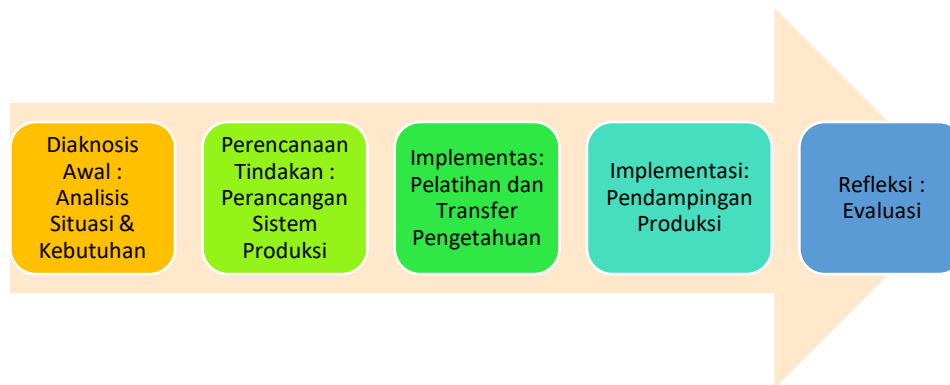 Diaknosis
Awal :
Analisis
Situasi &
Kebutuhan
Perencanaan
Tindakan :
Perancangan
Sistem
Produksi
Implementas:
Pelatihan dan
Transfer
Pengetahuan
Implementasi:
Pendampingan
Produksi
Refleksi :
Evaluasi